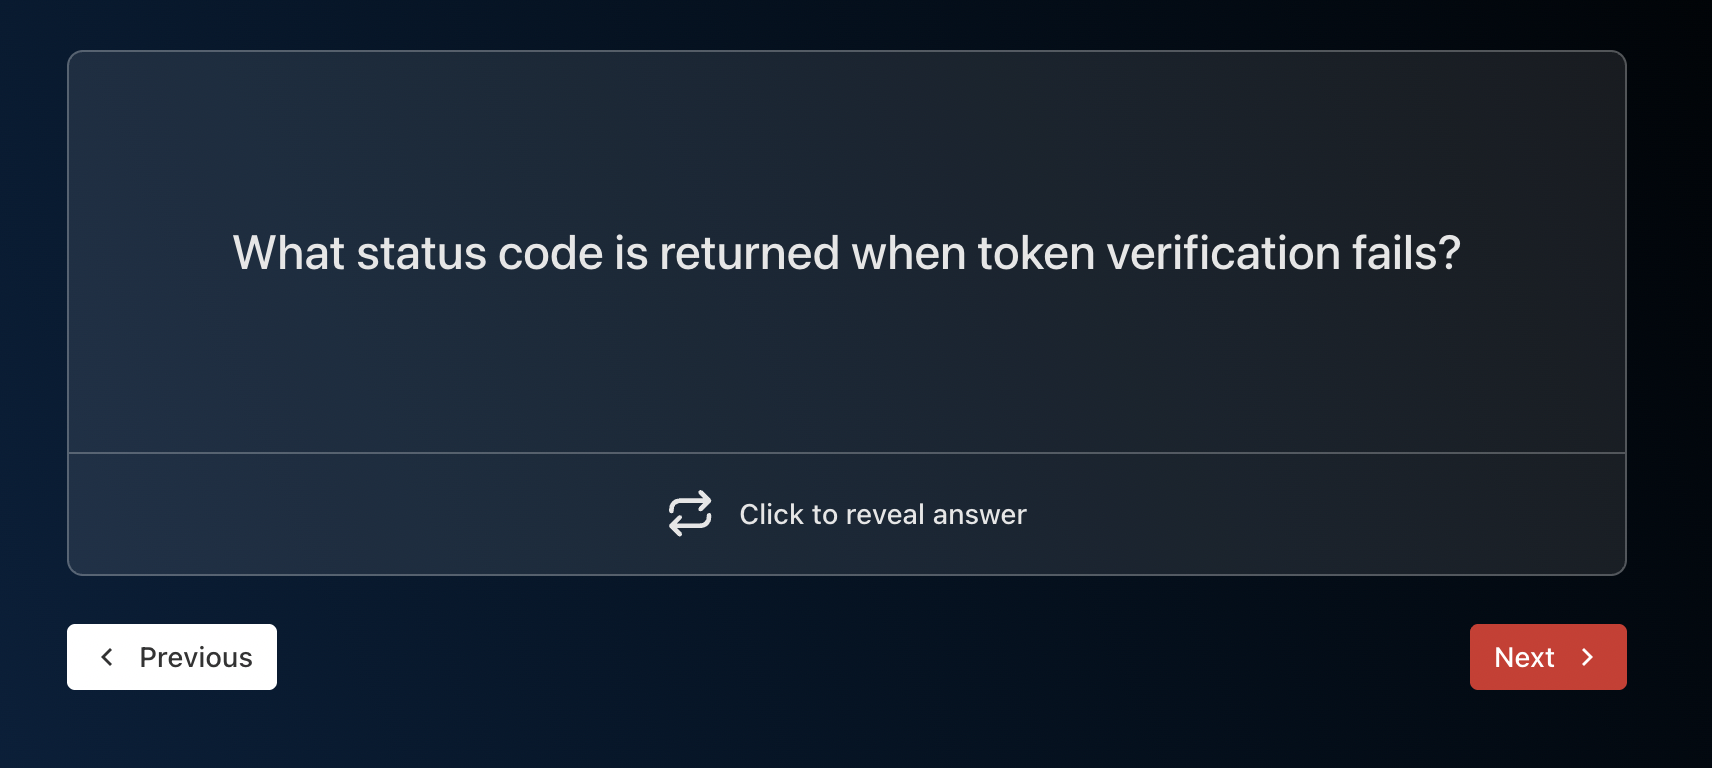 What status code is returned when token verification fails?
Click to reveal answer
Previous
Next